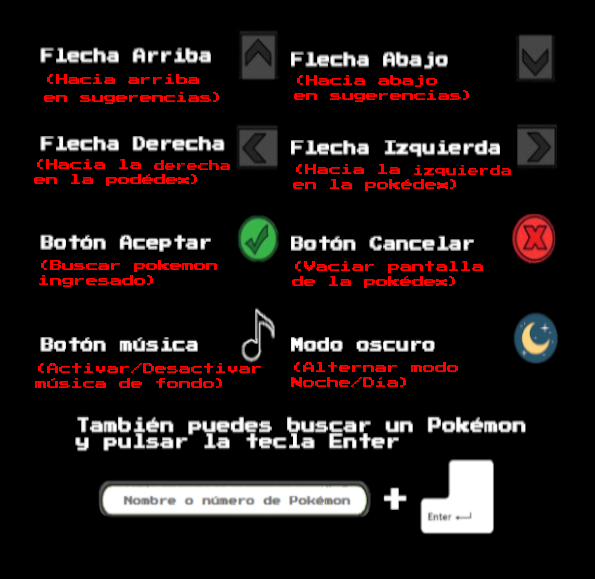 Flecha Arriba
(Hacia arriba
en sugerencias)
Flecha Abajo
(Hacia abajo
en sugerencias)
Flecha Derecha
(Hacia la derecha
en la podédex)
Flecha Izquierda
(Hacia la izquierda
en la pokédex)
Botón Aceptar
(Buscar pokemon
ingresado)
Botón Cancelar
(Vaciar pantalla
de la pokédex)
Botón música
(Activar/Desactivar
música de fondo)
Modo oscuro
(Alternar modo
Noche/Día)
También puedes buscar un Pokémon
y pulsar la tecla Enter
Nombre o número de Pokémon
+
Enter